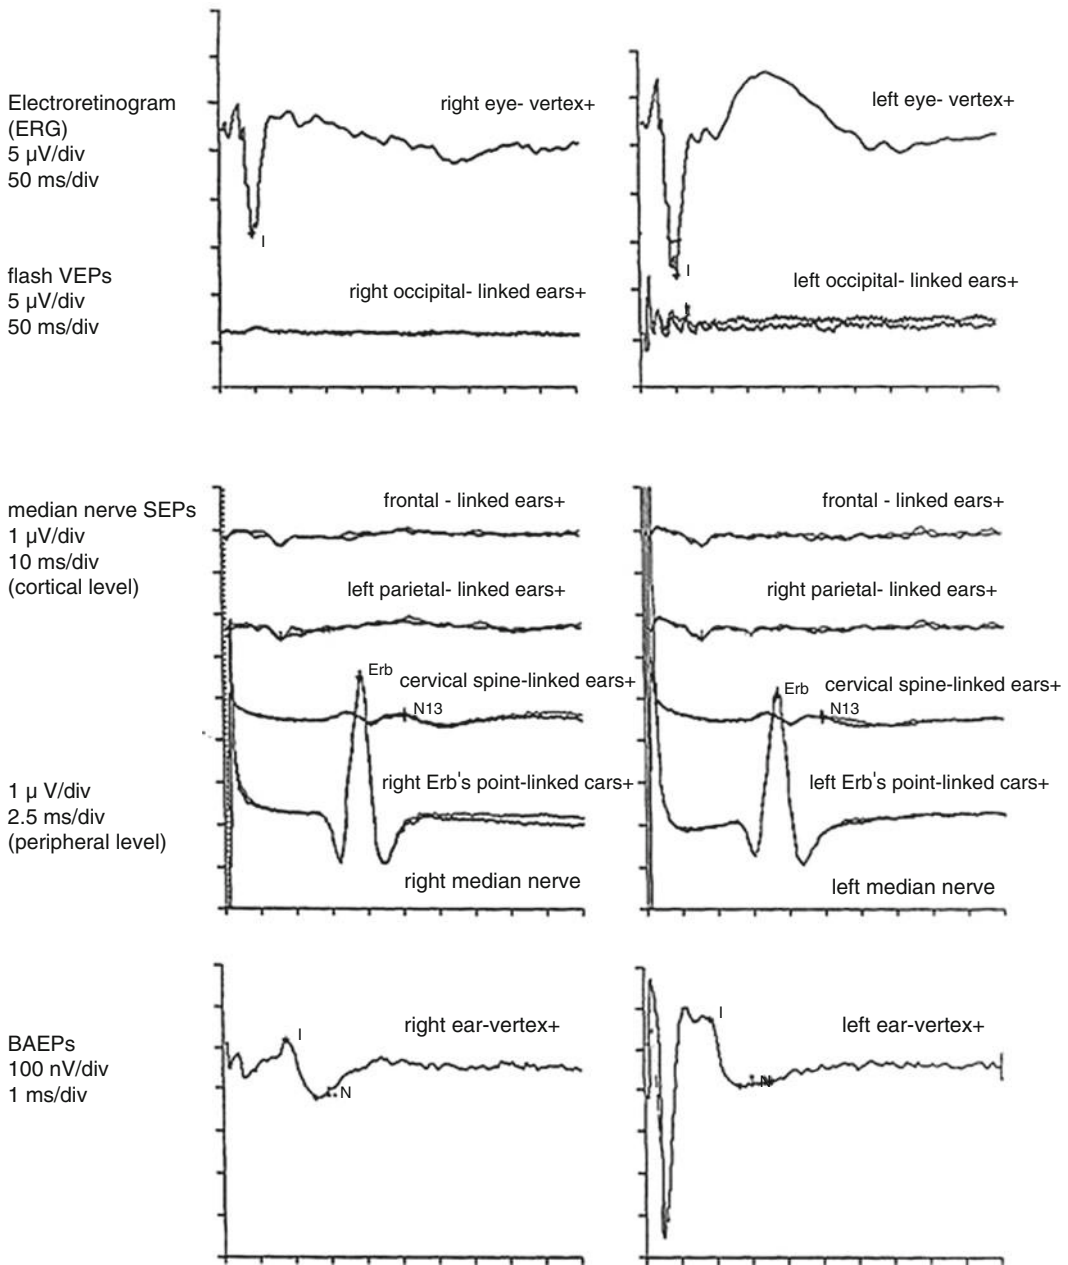 Electroretinogram
(ERG)
5 µV/div
50 ms/div
right eye- vertex+
I
left eye- vertex+
I
flash VEPs
5 µV/div
50 ms/div
right occipital- linked ears+
left occipital- linked ears+
median nerve SEPs
1 µV/div
10 ms/div
(cortical level)
frontal - linked ears+
left parietal- linked ears+
Erb
cervical spine-linked ears+
N13
right Erb's point-linked cars+
right median nerve
frontal - linked ears+
right parietal- linked ears+
Erb
cervical spine-linked ears+
N13
left Erb's point-linked cars+
left median nerve
1 µ V/div
2.5 ms/div
(peripheral level)
BAEPs
100 nV/div
1 ms/div
I
right ear-vertex+
N
I
left ear-vertex+
N